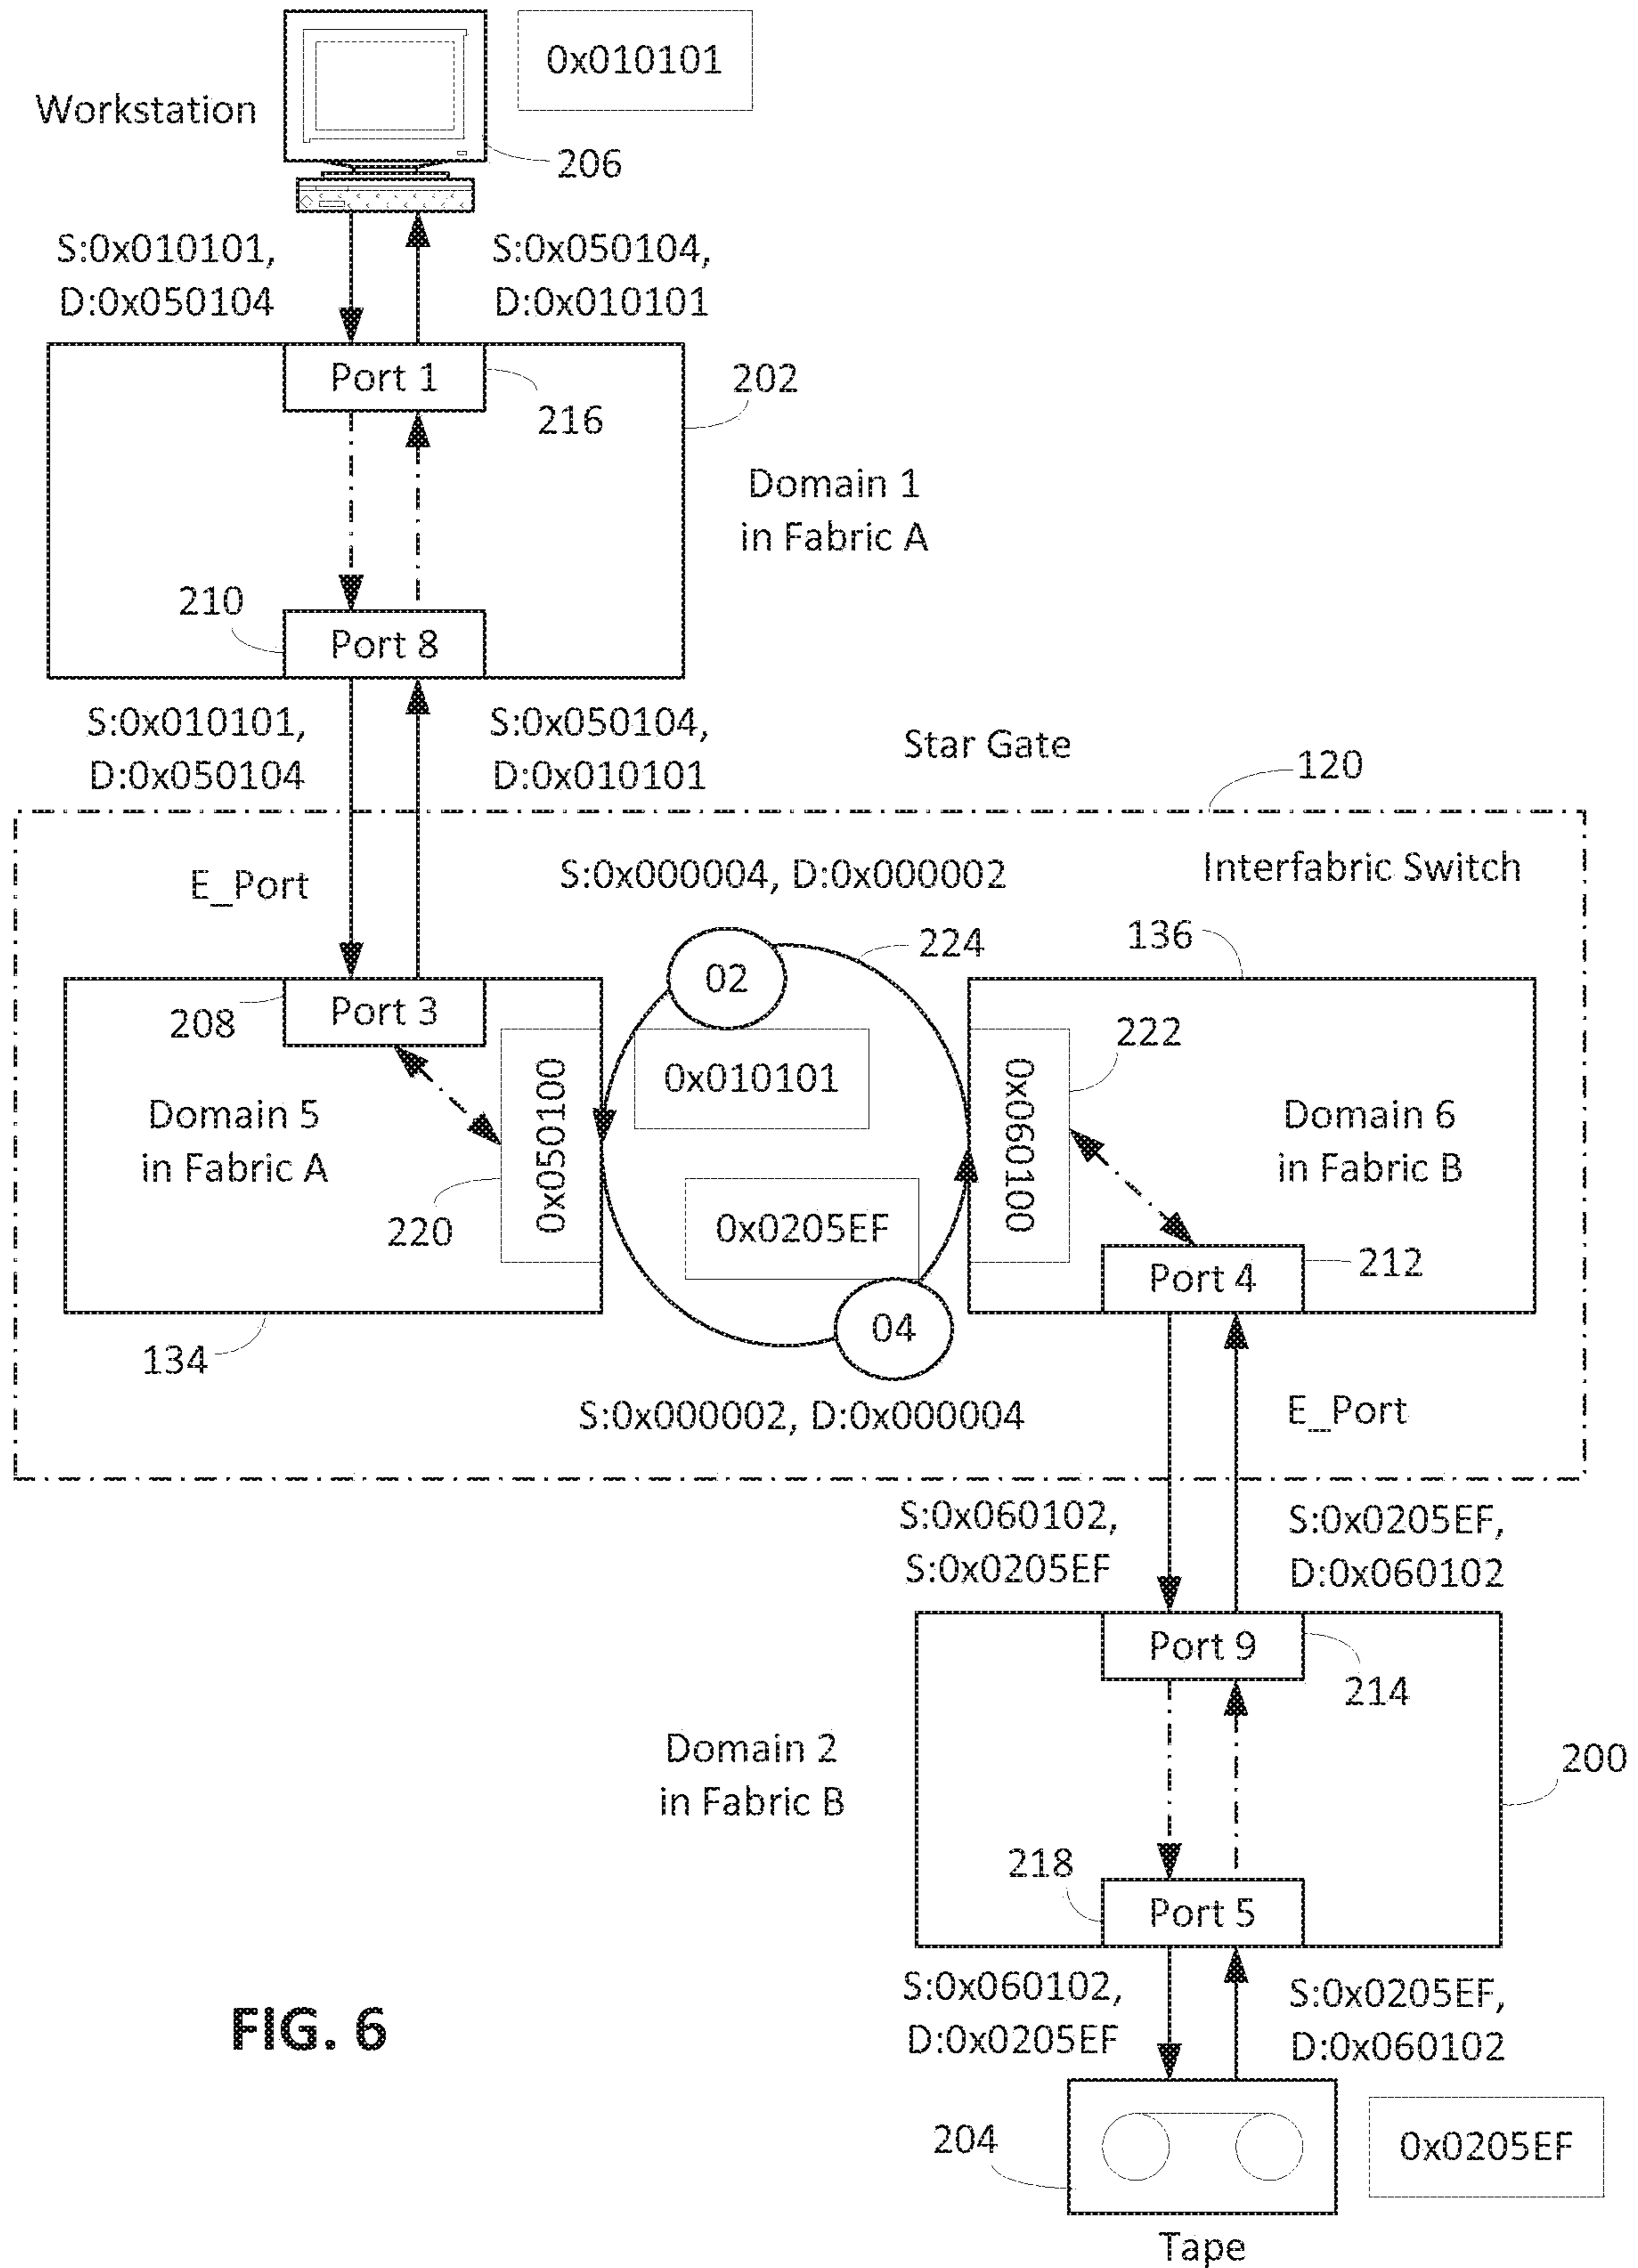 0x010101
Workstation
206
S:0x010101,
D:0x050104
S:0x050104,
D:0x010101
Port 1
202
216
Domain 1
in Fabric A
210
Port 8
S:0x010101,
D:0x050104
S:0x050104,
D:0x010101
Star Gate
120
E_Port
S:0x000004, D:0x000002
Interfabric Switch
224
136
02
208
Port 3
222
0x010101
0x050100
0x060100
Domain 5
in Fabric A
Domain 6
in Fabric B
220
0x0205EF
Port 4
212
04
134
S:0x000002, D:0x000004
E_Port
S:0x060102,
S:0x0205EF
S:0x0205EF,
D:0x060102
Port 9
214
Domain 2
in Fabric B
200
218
Port 5
S:0x060102,
D:0x0205EF
S:0x0205EF,
D:0x060102
FIG. 6
204
0x0205EF
Tape